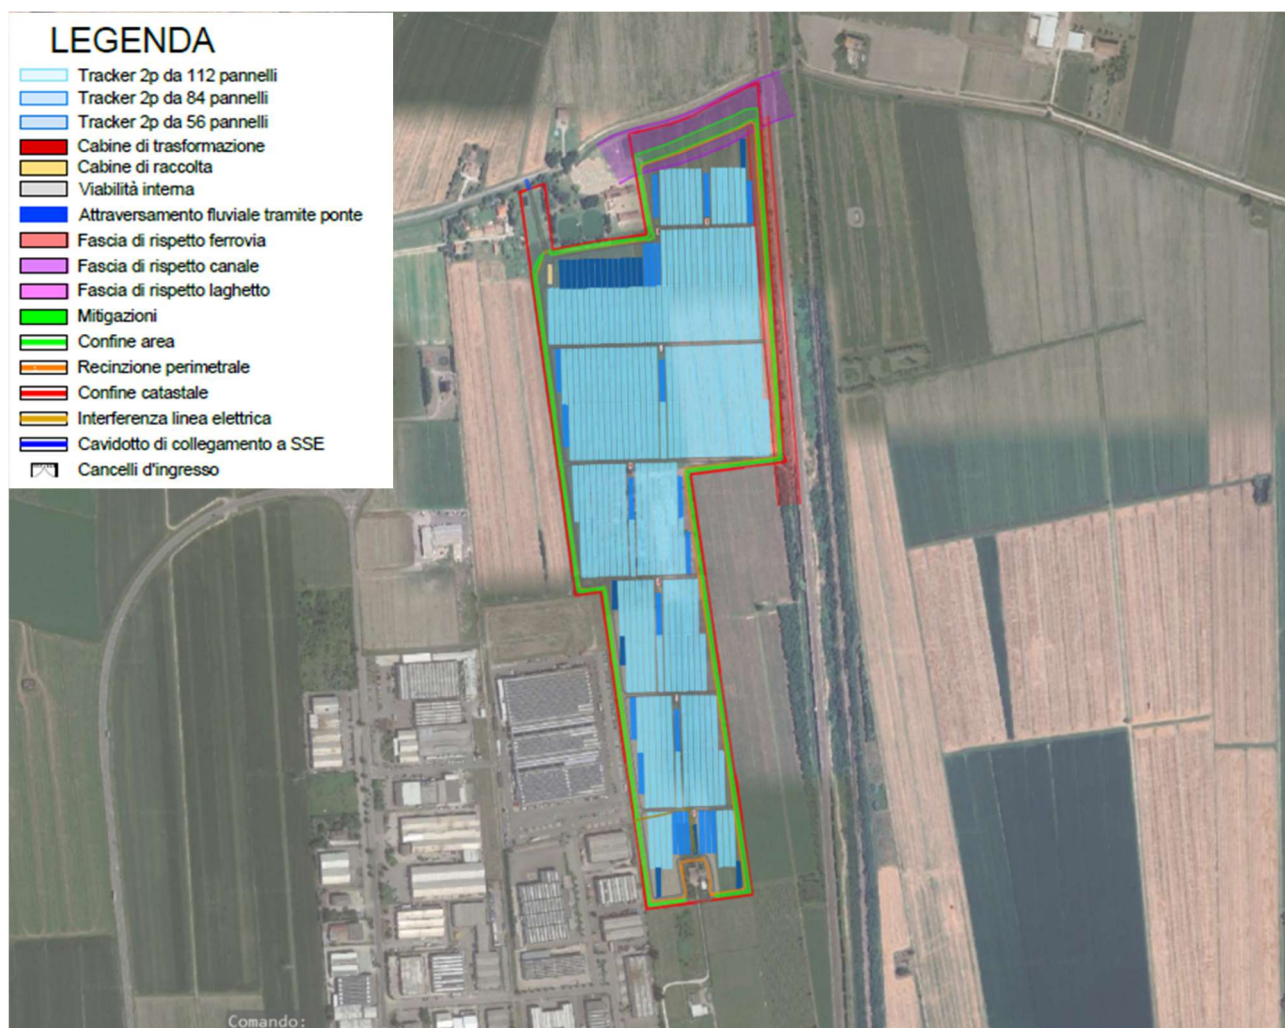 LEGENDA
Tracker 2p da 112 pannelli
Tracker 2p da 84 pannelli
Tracker 2p da 56 pannelli
Cabine di trasformazione
Cabine di raccolta
Viabilità interna
Attraversamento fluviale tramite ponte
Fascia di rispetto ferrovia
Fascia di rispetto canale
Fascia di rispetto laghetto
Mitigazioni
Confine area
Recinzione perimetrale
Confine catastale
Interferenza linea elettrica
Cavidotto di collegamento a SSE
Cancelli d'ingresso
Comando: